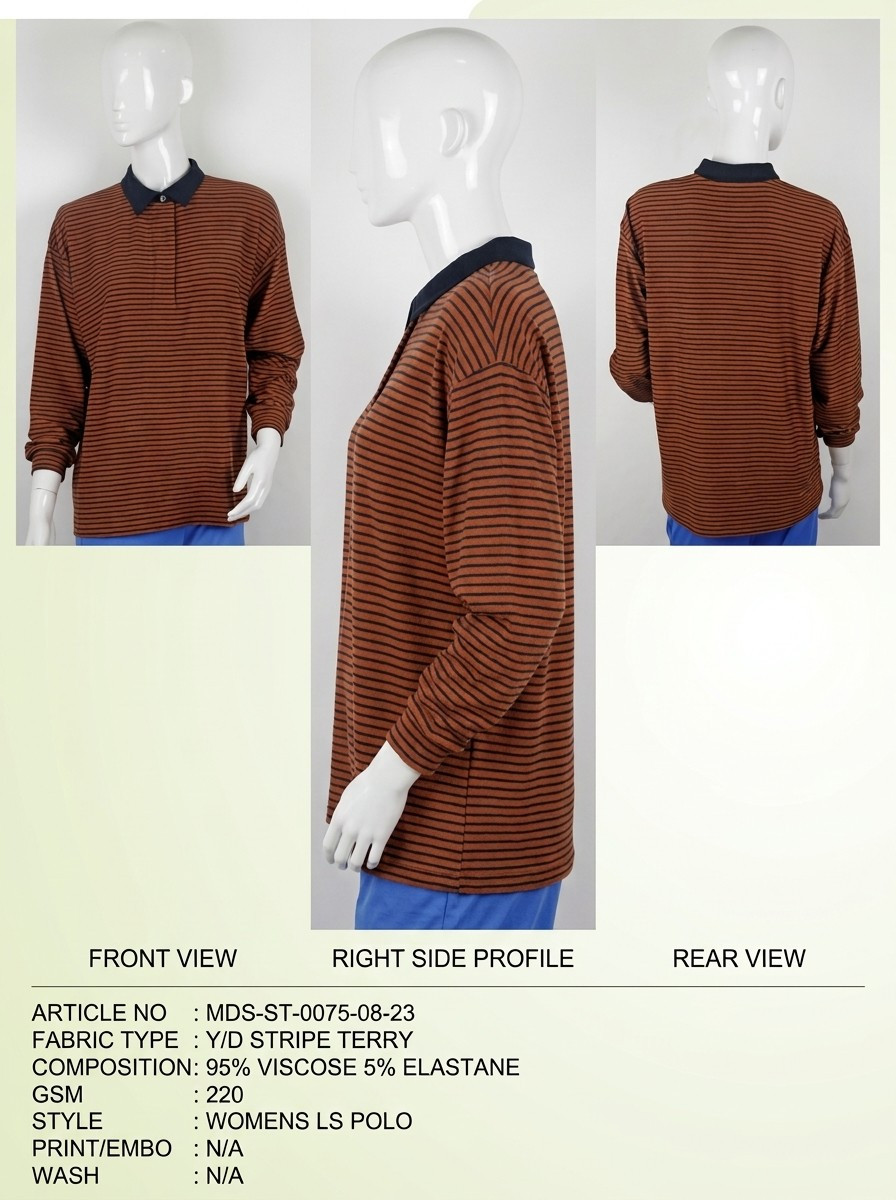 FRONT VIEW
RIGHT SIDE PROFILE
REAR VIEW
ARTICLE NO : MDS-ST-0075-08-23
FABRIC TYPE : Y/D STRIPE TERRY
COMPOSITION: 95% VISCOSE 5% ELASTANE
GSM : 220
STYLE : WOMENS LS POLO
PRINT/EMBO : N/A
WASH : N/A